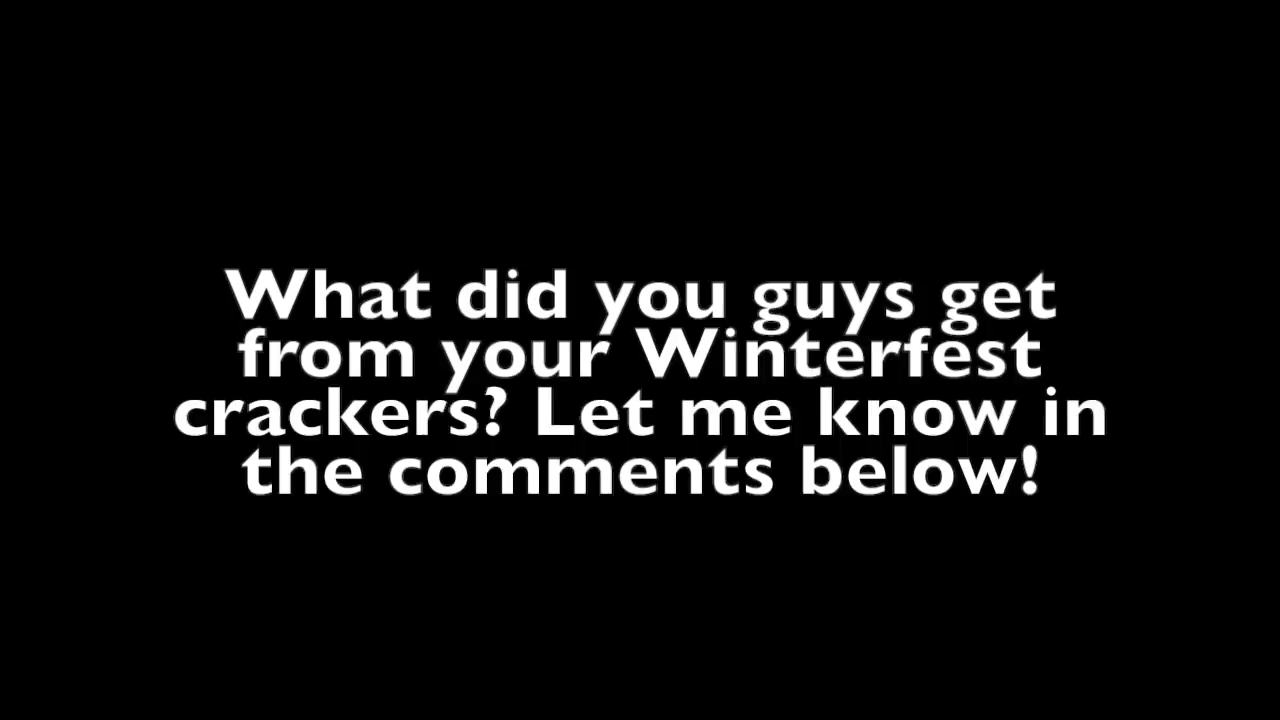 What did you guys get
from your Winterfest
crackers? Let me know in
the comments below!